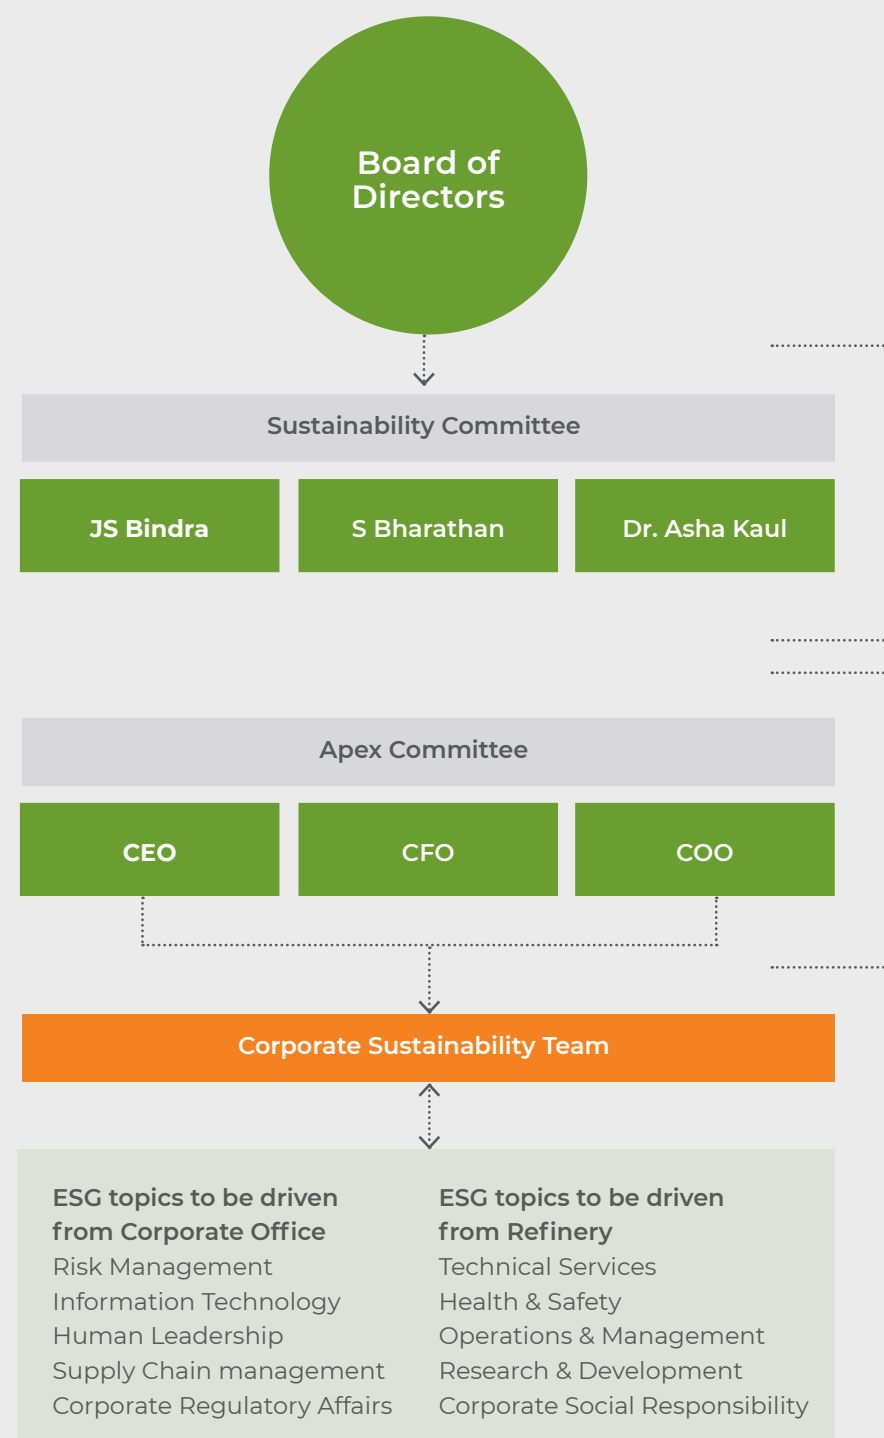 Board of
Directors
Sustainability Committee
JS Bindra
S Bharathan
Dr. Asha Kaul
Apex Committee
CEO
CFO
COO
Corporate Sustainability Team
ESG topics to be driven
from Corporate Office
Risk Management
Information Technology
Human Leadership
Supply Chain management
Corporate Regulatory Affairs
ESG topics to be driven
from Refinery
Technical Services
Health & Safety
Operations & Management
Research & Development
Corporate Social Responsibility